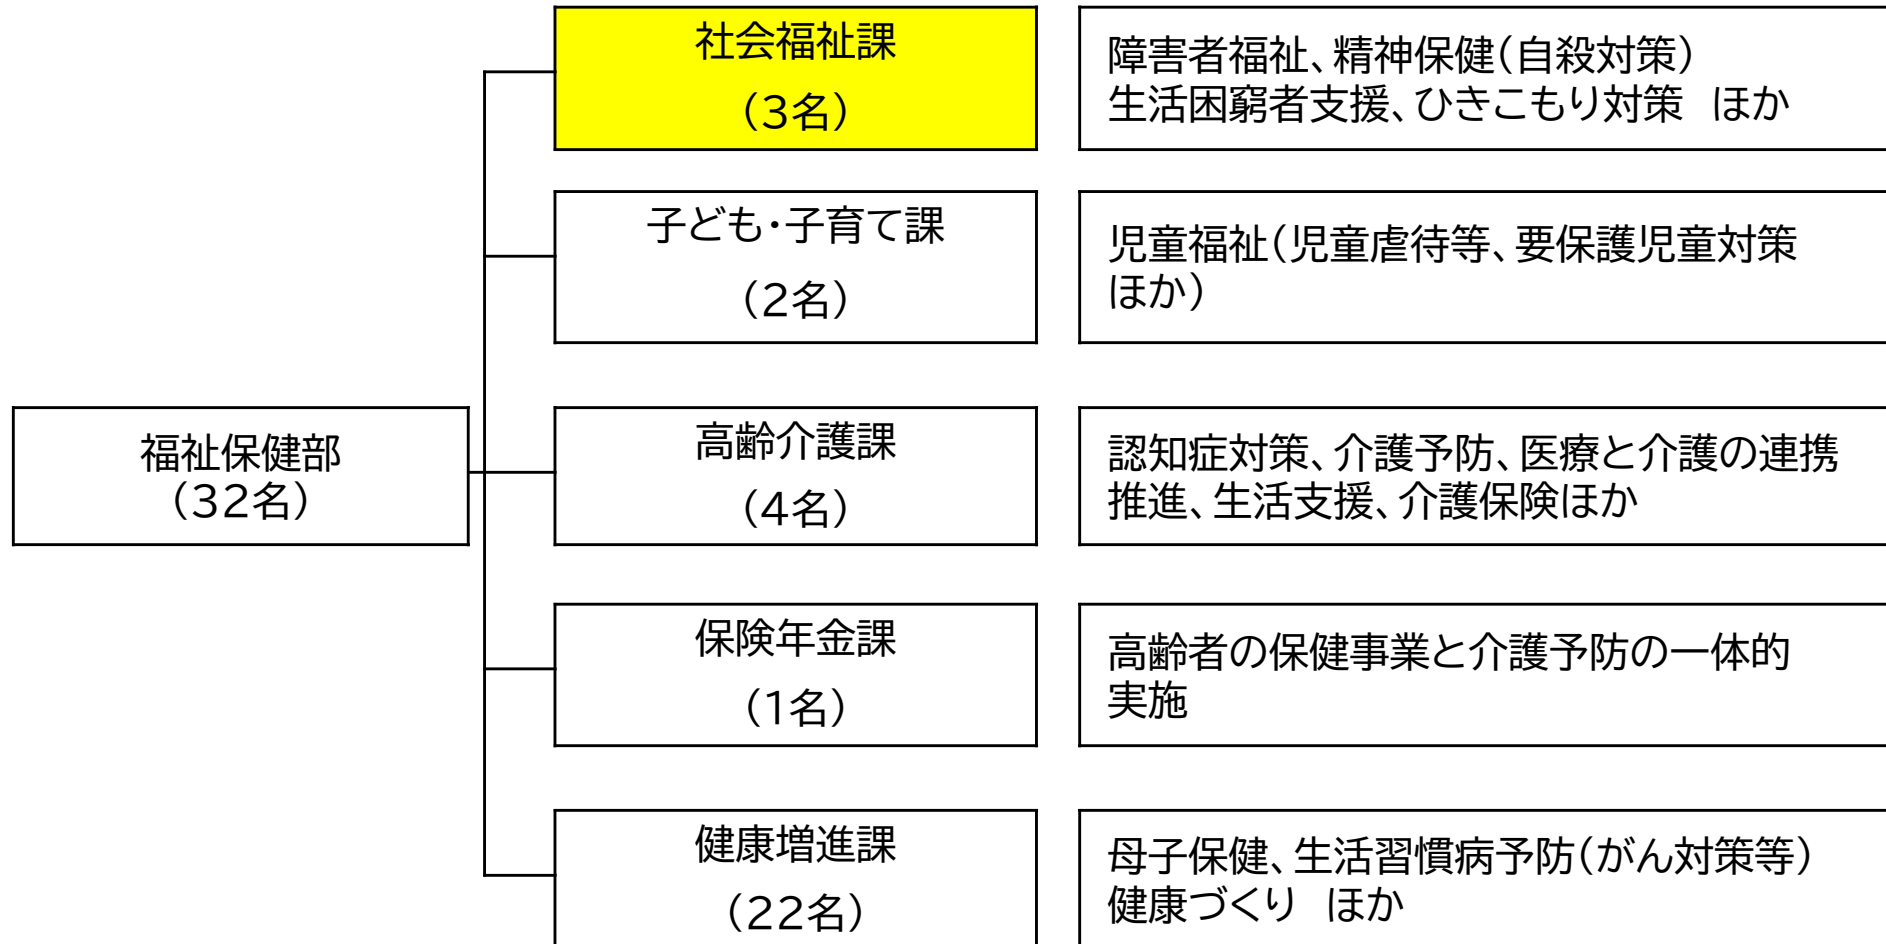 社会福祉課
（3名）
障害者福祉、精神保健（自殺対策）
生活困窮者支援、ひきこもり対策　ほか
子ども・子育て課
（2名）
児童福祉（児童虐待等、要保護児童対策
ほか）
福祉保健部
（32名）
高齢介護課
（4名）
認知症対策、介護予防、医療と介護の連携
推進、生活支援、介護保険ほか
保険年金課
（1名）
高齢者の保健事業と介護予防の一体的
実施
健康増進課
（22名）
母子保健、生活習慣病予防（がん対策等）
健康づくり　ほか